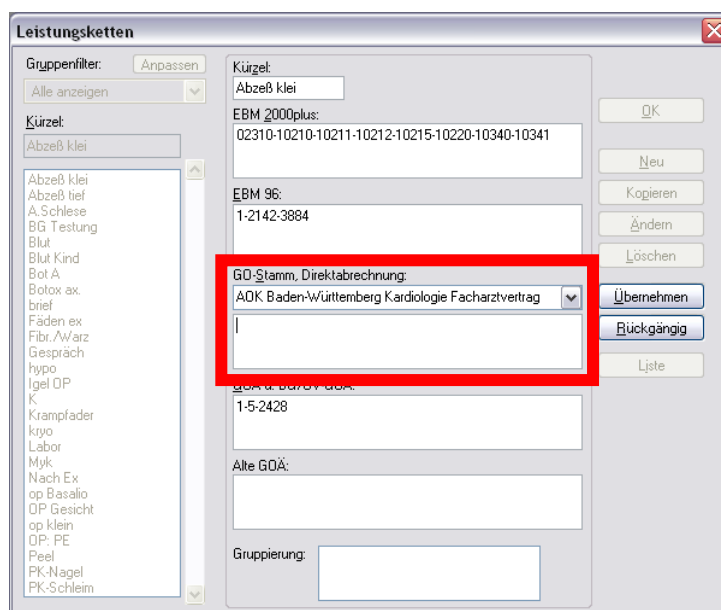 Leistungsketten
Gruppenfilter:
Anpassen
Alle anzeigen
Kürzel:
Abzeß klei
Abzeß klei
Abzeß tief
A.Schlese
BG Testung
Blut
Blut Kind
Bot A
Botox ax.
brief
Fäden ex
Fibr./Warz
Gespräch
hypo
Igel OP
K
Krampfader
kryo
Labor
Myk
Nach Ex
op Basalio
OP Gesicht
op klein
OP: PE
Peel
PK-Nagel
PK-Schleim
Kürzel:
Abzeß klei
EBM 2000plus:
02310-10210-10211-10212-10215-10220-10340-10341
EBM 96:
1-2142-3884
GO-Stamm, Direktabrechnung:
AOK Baden-Württemberg Kardiologie Facharztvertrag
1-5-2428
Alte GOÄ:
Gruppierung:
OK
Neu
Kopieren
Ändern
Löschen
Übernehmen
Rückgängig
Liste